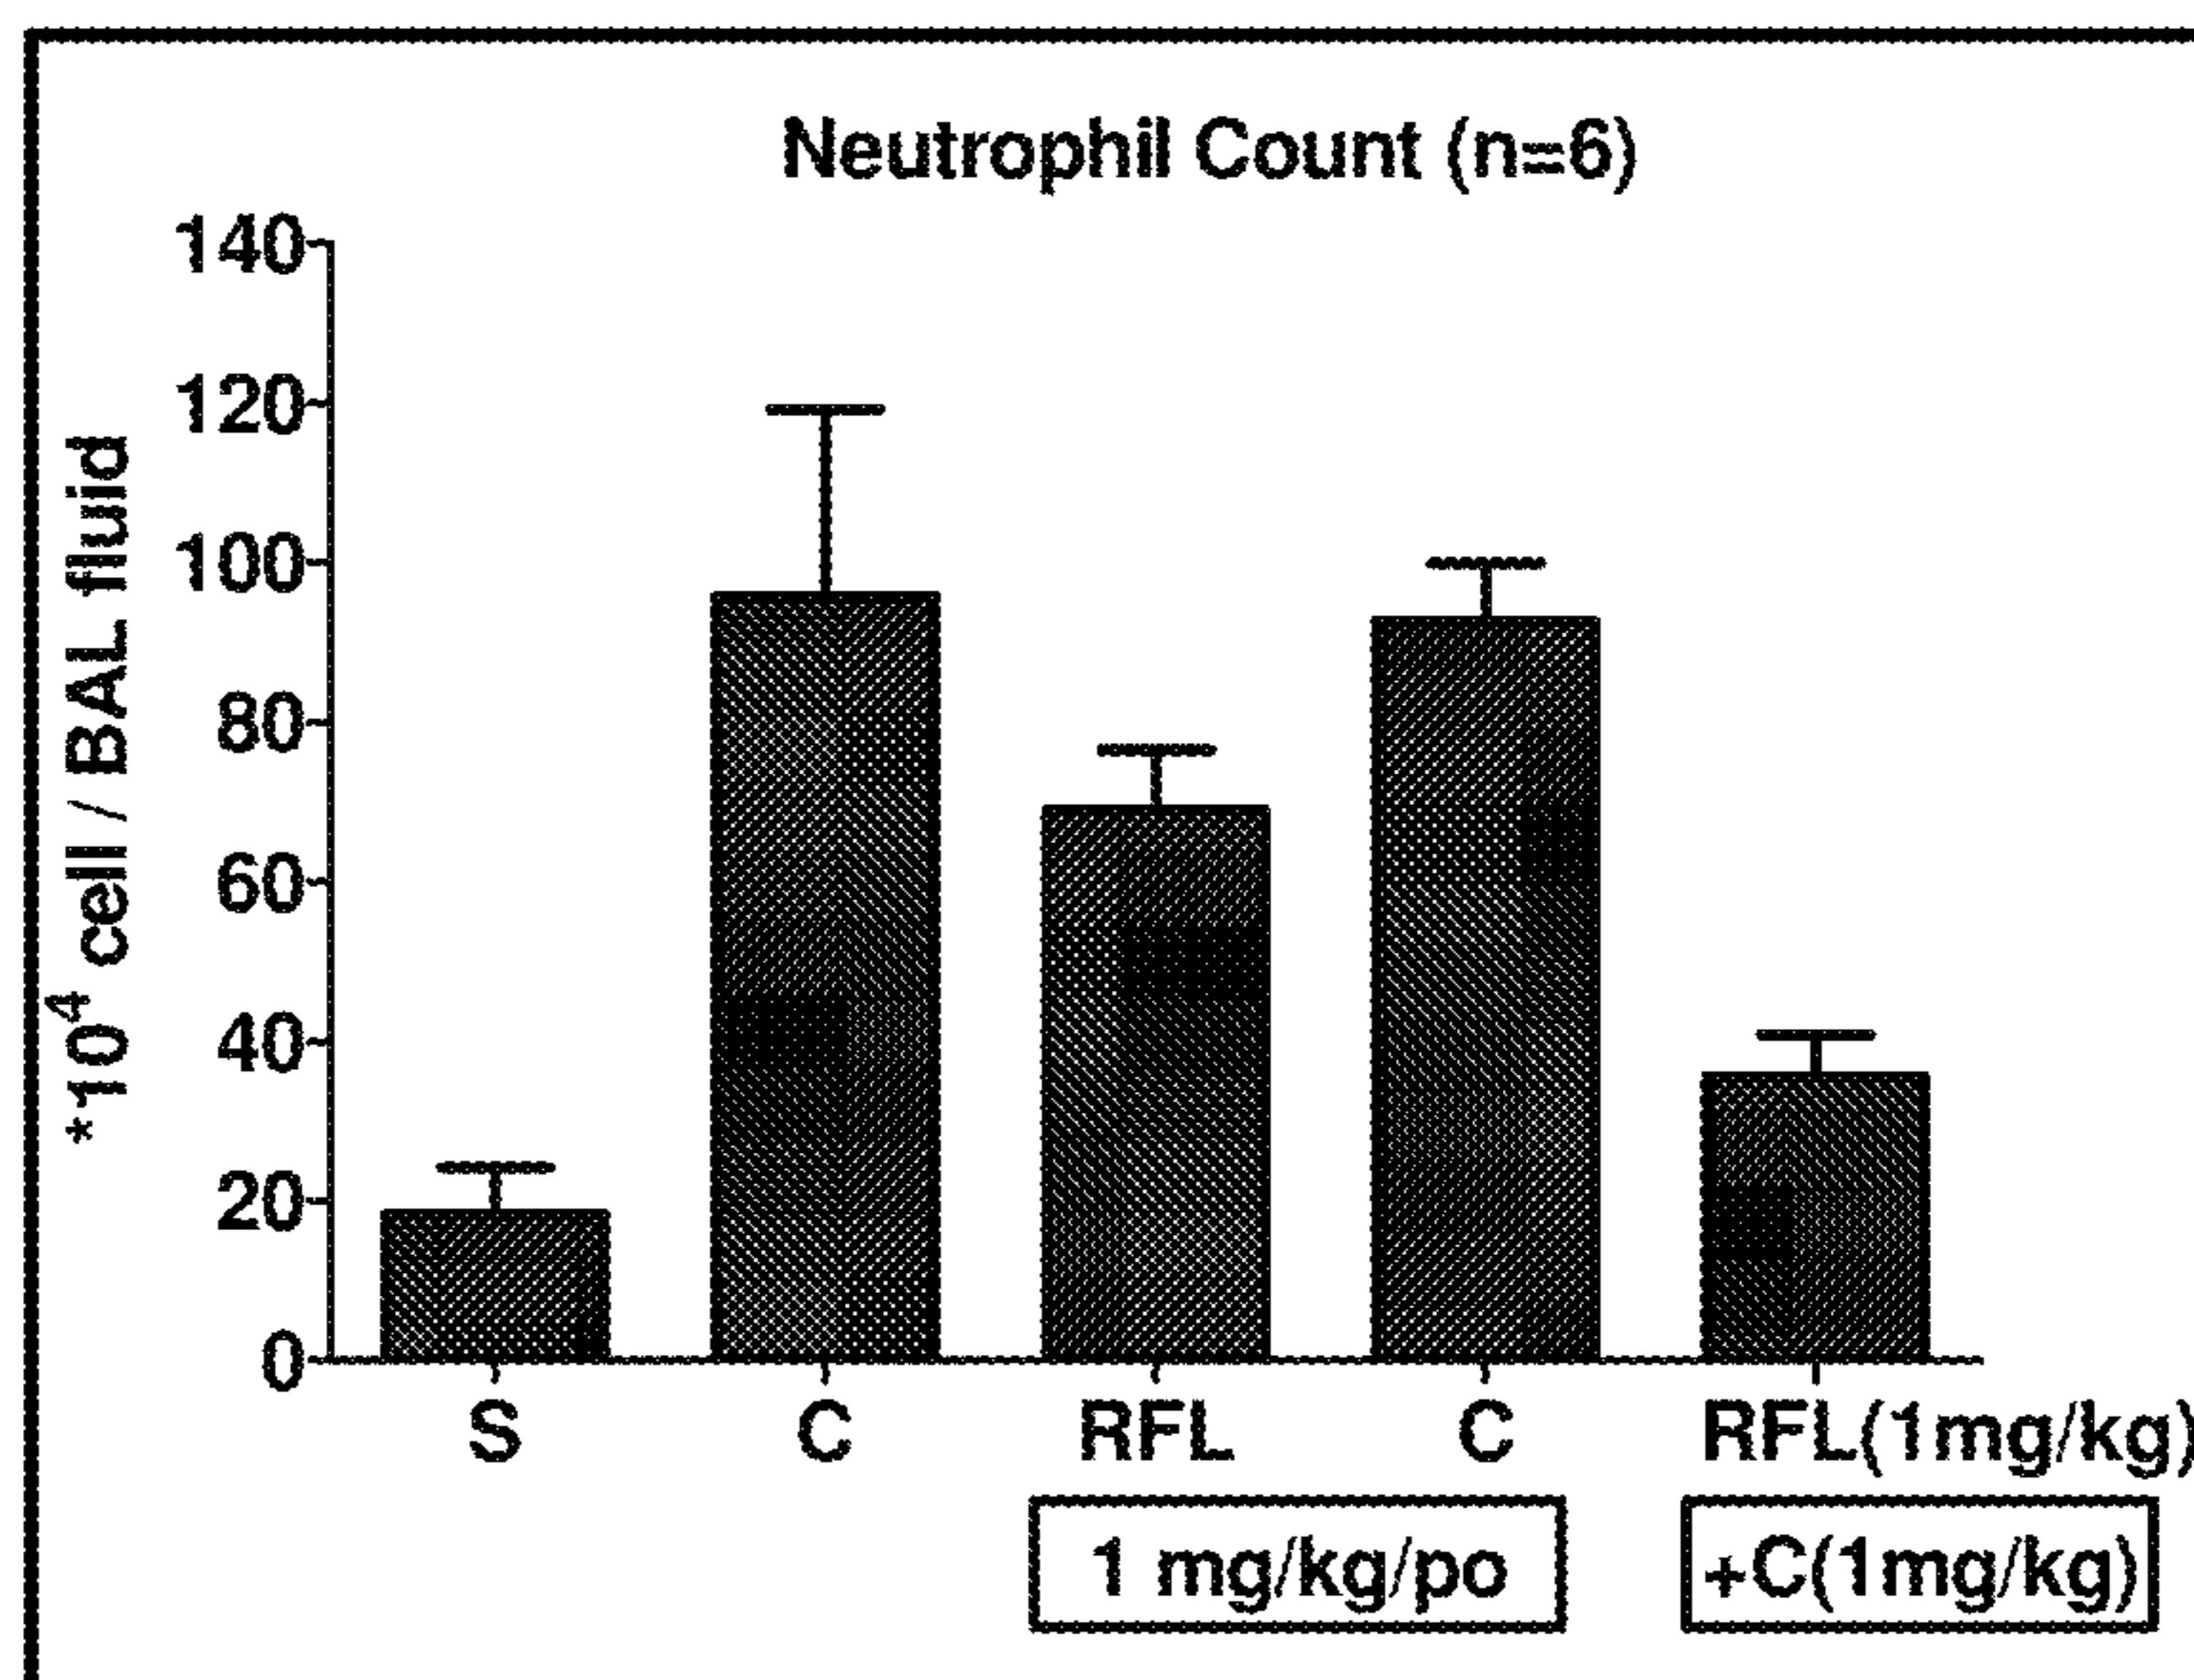 Neutrophil Count (n=6)
*10⁴ cell / BAL fluid
140
120
100
80
60
40
20
0
S C RFL C RFL(1mg/kg)
1 mg/kg/po +C(1mg/kg)